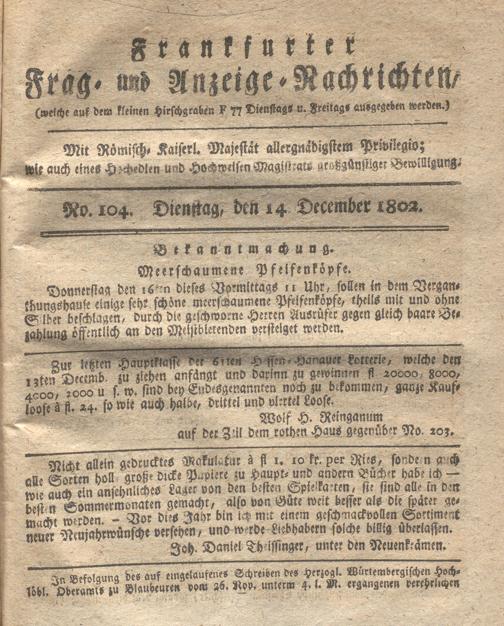 Frankfurter
Frag- und Anzeige-Nachrichten,
(welche auf dem kleinen Hirschgraben F 77 Dienstags u. Freitags ausgegeben werden.)
Mit Römisch-Kaiserl. Majestät allergnädigstem Privilegio;
wie auch eines Hochedlen und Hochweisen Magistrats großgünstiger Bewilligung.
No. 104. Dienstag, den 14 December 1802.
Bekanntmachung.
Meerschaumene Pfeifenköpfe.
Donnerstag den 16ten dieses Vormittags 11 Uhr, sollen in dem Vergan-
thungshause einige sehr schöne meerschaumene Pfeifenköpfe, theils mit und ohne
Silber beschlagen, durch die geschworne Herren Ausrüfer gegen gleich baare Be-
zahlung öffentlich an den Meistbietenden versteiget werden.
Zur letzten Hauptklasse der 61sten Hessen-Hanauer Lotterie, welche den
13ten Decemb. zu ziehen anfängt und darinn zu gewinnen fl 20000, 8000,
4000, 2000 u s. w. sind bey Endesgenannten noch zu bekommen, ganze Kauf-
loose à fl. 24. so wie auch halbe, drittel und viertel Loose.
Wolf H. Reinganum
auf der Zeil dem rothen Haus gegenüber No. 203.
Nicht allein gedrucktes Makulatur à fl 1. 10 kr. per Ries, sondern auch
alle Sorten holl. große dicke Papiere zu Haupt- und andern Bücher habe ich —
wie auch ein ansehnliches Lager von den besten Spielkarten, sie sind alle in den
besten Sommermonaten gemacht, also von Güte weit besser als die später ge-
macht werden. – Vor dies Jahr bin ich mit einem geschmackvollen Sortiment
neuer Neujahrwünsche versehen, und werde Liebhabern solche billig überlassen.
Joh. Daniel Theissinger, unter den Neuenkrämen.
In Befolgung des auf eingelaufenes Schreiben des Herzogl. Würtembergischen Hoch-
löbl. Oberamts zu Blaubeuren vom 26. Nov. unterm 4. l. M. ergangenen verehrlichen